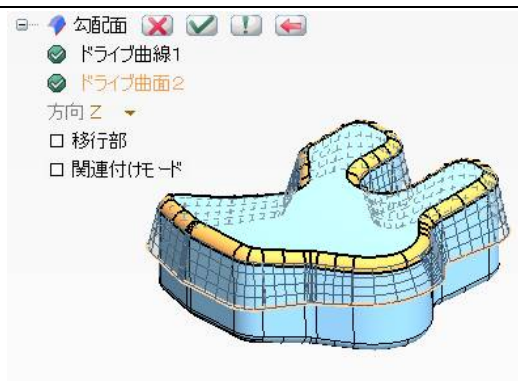 勾配面
ドライブ曲線1
ドライブ曲面2
方向 Z
移行部
関連付けモード